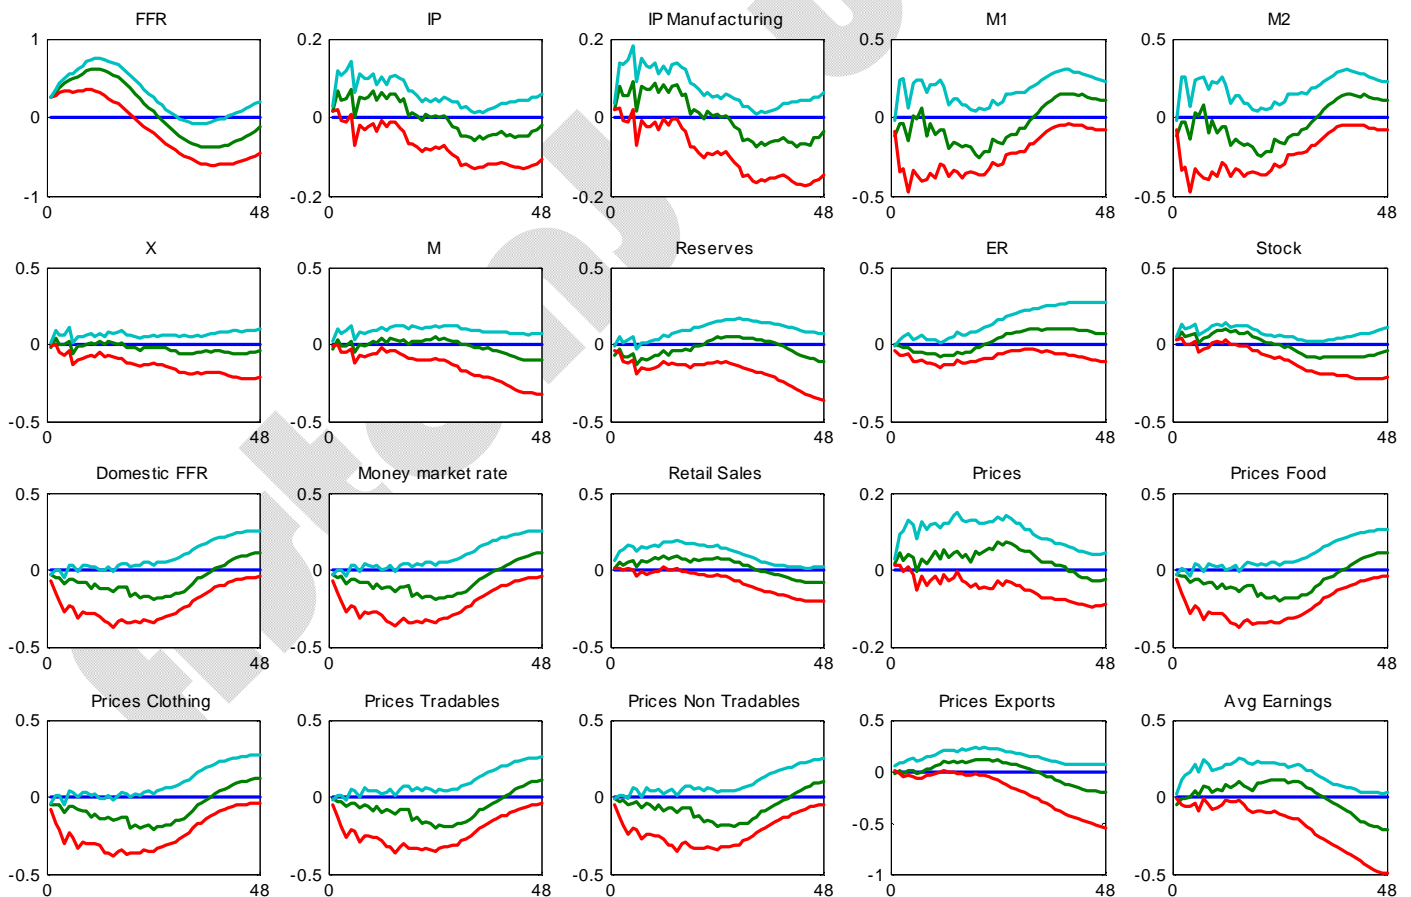 FFR IP IP Manufacturing M1 M2
1 0.2 0.2 0.5 0.5
0 0 0 0 0
-1 -0.2 -0.2 -0.5 -0.5
0 48 0 48 0 48 0 48 0 48
X M Reserves ER Stock
0.5 0.5 0.5 0.5 0.5
0 0 0 0 0
-0.5 -0.5 -0.5 -0.5 -0.5
0 48 0 48 0 48 0 48 0 48
Domestic FFR Money market rate Retail Sales Prices Prices Food
0.5 0.5 0.5 0.2 0.5
0 0 0 0 0
-0.5 -0.5 -0.5 -0.2 -0.5
0 48 0 48 0 48 0 48 0 48
Prices Clothing Prices Tradables Prices Non Tradables Prices Exports Avg Earnings
0.5 0.5 0.5 0.5 0.5
0 0 0 0 0
-0.5
-0.5 -0.5 -0.5 -1 -0.5
0 48 0 48 0 48 0 48 0 48